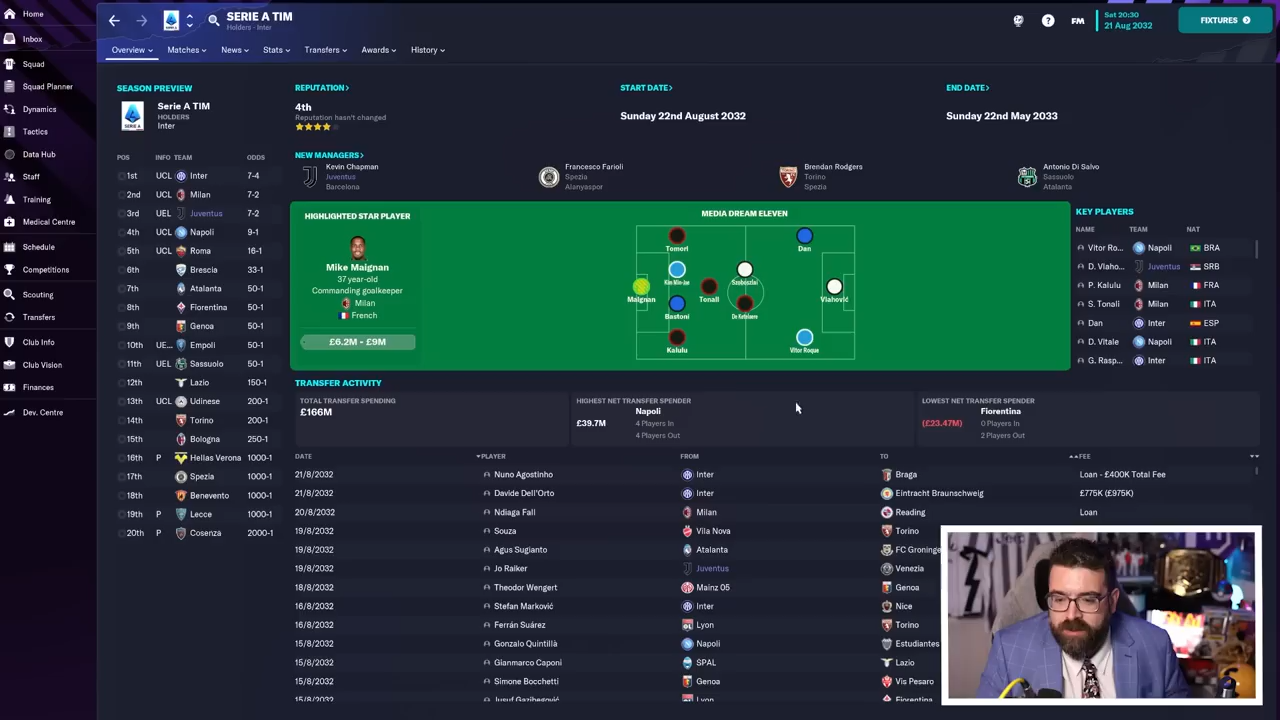 Home
Inbox
Squad
Squad Planner
Dynamics
Tactics
Data Hub
Staff
Training
Medical Centre
Schedule
Competitions
Scouting
Transfers
Club Info
Club Vision
Finances
Dev. Centre
SERIE A TIM
Holders - Inter
FM
Sat 20:30
21 Aug 2032
FIXTURES
Overview
Matches
News
Stats
Transfers
Awards
History
SEASON PREVIEW
Serie A TIM
HOLDERS
Inter
POS INFO TEAM ODDS
1st UCL Inter 7-4
2nd UCL Milan 7-2
3rd UEL Juventus 7-2
4th UCL Napoli 9-1
5th UCL Roma 16-1
6th Brescia 33-1
7th Atalanta 50-1
8th Fiorentina 50-1
9th Genoa 50-1
10th UE... Empoli 50-1
11th UEL Sassuolo 50-1
12th Lazio 150-1
13th UCL Udinese 200-1
14th Torino 200-1
15th Bologna 250-1
16th P Hellas Verona 1000-1
17th Spezia 1000-1
18th Benevento 1000-1
19th P Lecce 1000-1
20th P Cosenza 2000-1
REPUTATION>
4th
Reputation hasn't changed
START DATE>
Sunday 22nd August 2032
END DATE>
Sunday 22nd May 2033
NEW MANAGERS>
Kevin Chapman
Juventus
Barcelona
Francesco Farioli
Spezia
Alanyaspor
Brendan Rodgers
Torino
Spezia
Antonio Di Salvo
Sassuolo
Atalanta
HIGHLIGHTED STAR PLAYER
Mike Maignan
37 year-old
Commanding goalkeeper
Milan
French
£6.2M - £9M
MEDIA DREAM ELEVEN
Tomori
Dan
Kim Min-Jae
Szoboszlai
Maignan
Tonali
Vlahović
Bastoni
De Ketelaere
Kalulu
Vitor Roque
KEY PLAYERS
NAME TEAM NAT
Vitor Ro... Napoli BRA
D. Vlaho... Juventus SRB
P. Kalulu Milan FRA
S. Tonali Milan ITA
Dan Inter ESP
D. Vitale Napoli ITA
G. Rasp... Inter ITA
TRANSFER ACTIVITY
TOTAL TRANSFER SPENDING
£166M
HIGHEST NET TRANSFER SPENDER
Napoli
£39.7M 4 Players In
4 Players Out
LOWEST NET TRANSFER SPENDER
Fiorentina
(£23.47M) 0 Players In
2 Players Out
DATE PLAYER FROM TO FEE
21/8/2032 Nuno Agostinho Inter Braga Loan - £400K Total Fee
21/8/2032 Davide Dell'Orto Inter Eintracht Braunschweig £775K (£975K)
20/8/2032 Ndiaga Fall Milan Reading Loan
19/8/2032 Souza Vila Nova Torino
19/8/2032 Agus Sugianto Atalanta FC Groninge
19/8/2032 Jo Raiker Juventus Venezia
18/8/2032 Theodor Wengert Mainz 05 Genoa
16/8/2032 Stefan Marković Inter Nice
16/8/2032 Ferrán Suárez Lyon Torino
15/8/2032 Gonzalo Quintillà Napoli Estudiantes
15/8/2032 Gianmarco Caponi SPAL Lazio
15/8/2032 Simone Bocchetti Genoa Vis Pesaro
15/8/2032 Jusuf Gazibegović Lyon Fiorentina